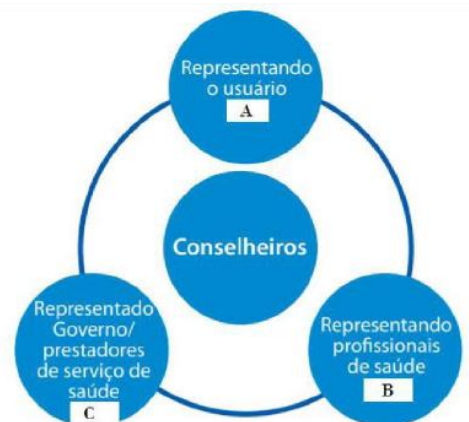 Representando
o usuário
A
Conselheiros
Representado
Governo/
prestadores
de serviço de
saúde
C
Representando
profissionais
de saúde
B